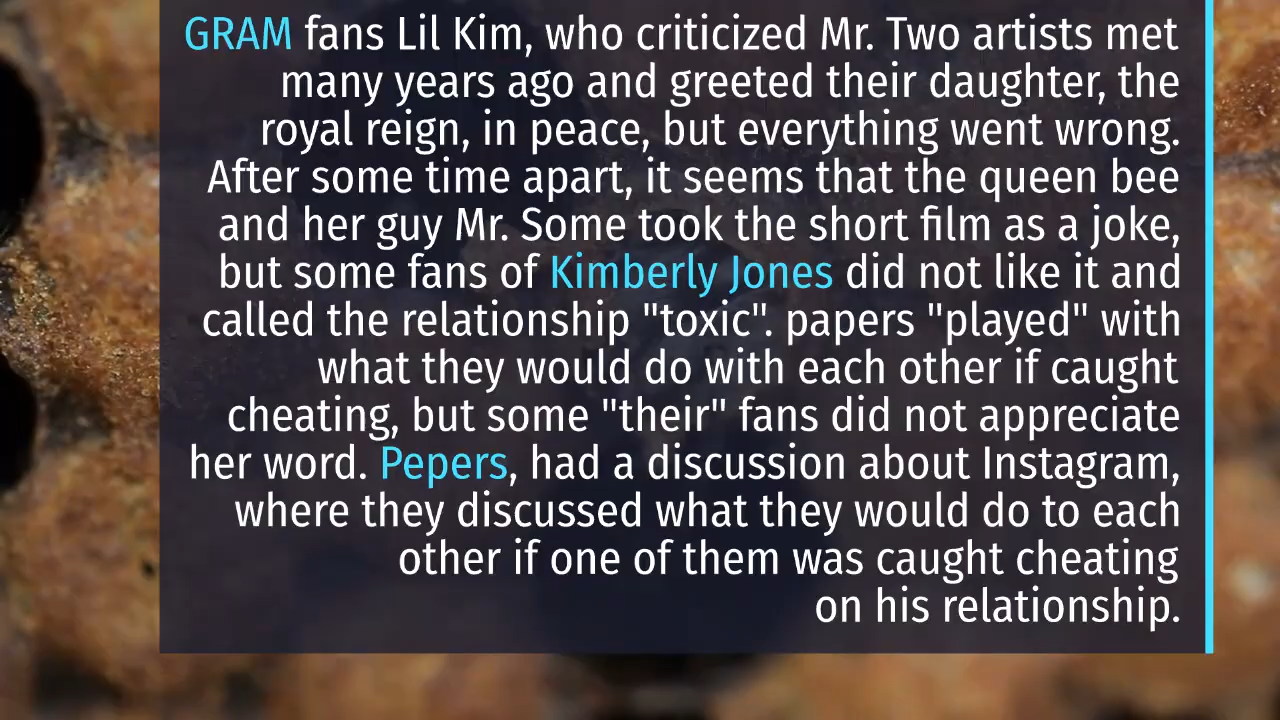 GRAM fans Lil Kim, who criticized Mr. Two artists met
many years ago and greeted their daughter, the
royal reign, in peace, but everything went wrong.
After some time apart, it seems that the queen bee
and her guy Mr. Some took the short film as a joke,
but some fans of Kimberly Jones did not like it and
called the relationship "toxic". papers "played" with
what they would do with each other if caught
cheating, but some "their" fans did not appreciate
her word. Pepers, had a discussion about Instagram,
where they discussed what they would do to each
other if one of them was caught cheating
on his relationship.